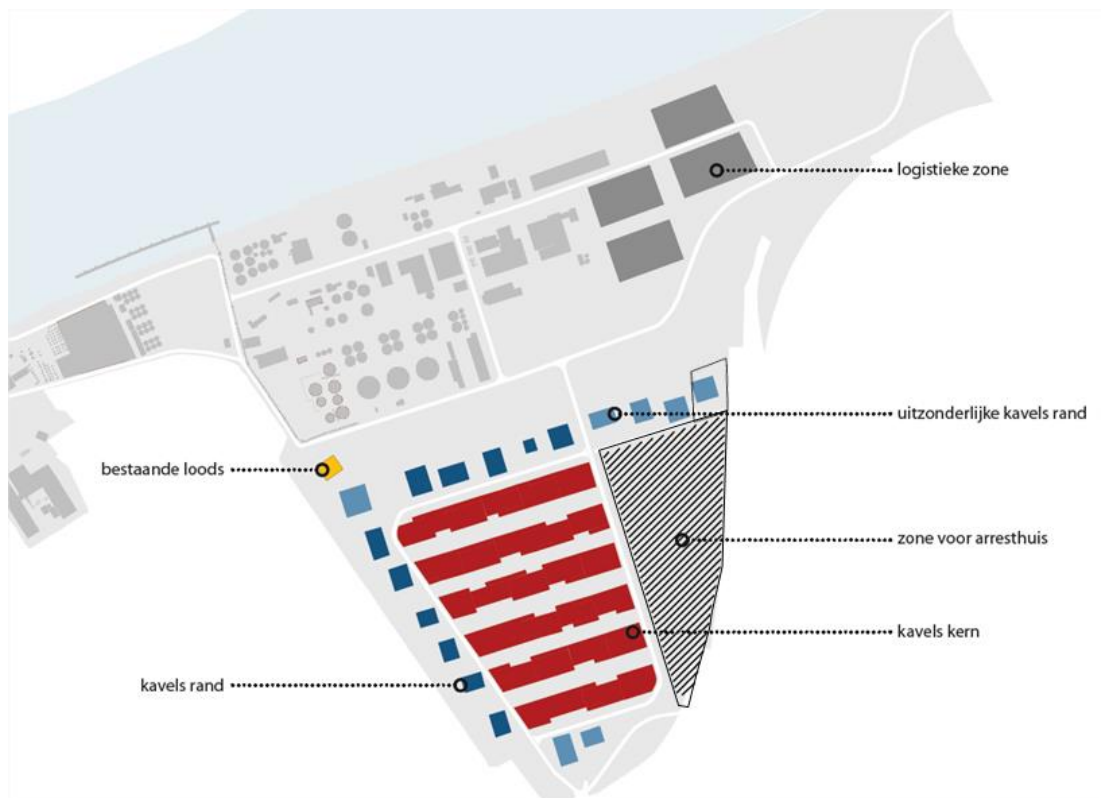 logistieke zone
uitzonderlijke kavels rand
bestaande loods
zone voor arresthuis
kavels kern
kavels rand